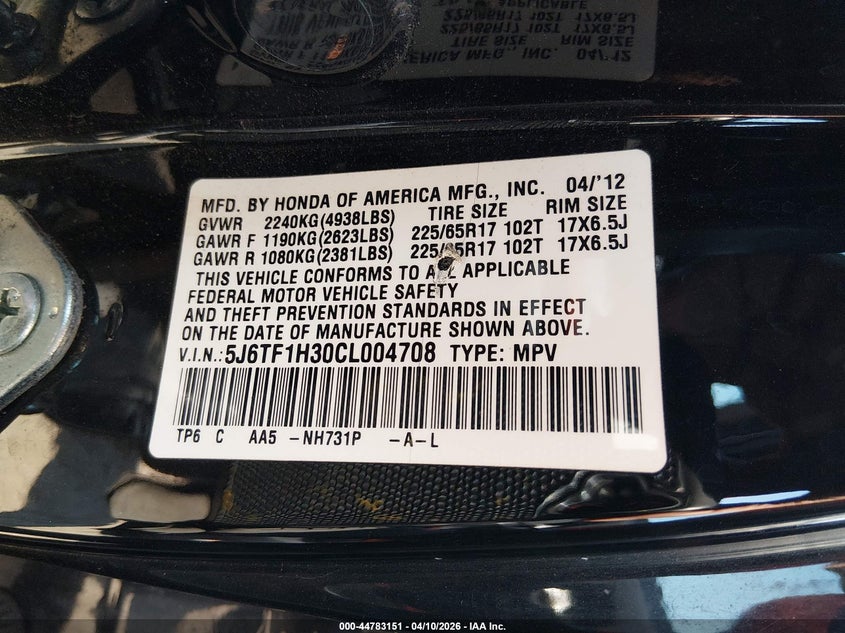 MFD. BY HONDA OF AMERICA MFG., INC. 04/'12
GVWR 2240KG(4938LBS) TIRE SIZE RIM SIZE
GAWR F 1190KG(2623LBS) 225/65R17 102T 17X6.5J
GAWR R 1080KG(2381LBS) 225/65R17 102T 17X6.5J
THIS VEHICLE CONFORMS TO ALL APPLICABLE
FEDERAL MOTOR VEHICLE SAFETY
AND THEFT PREVENTION STANDARDS IN EFFECT
ON THE DATE OF MANUFACTURE SHOWN ABOVE.
V.I.N.: 5J6TF1H30CL004708 TYPE: MPV
TP6 C AA5 -NH731P -A-L
000-44783151 — 04/10/2026 — IAA Inc.